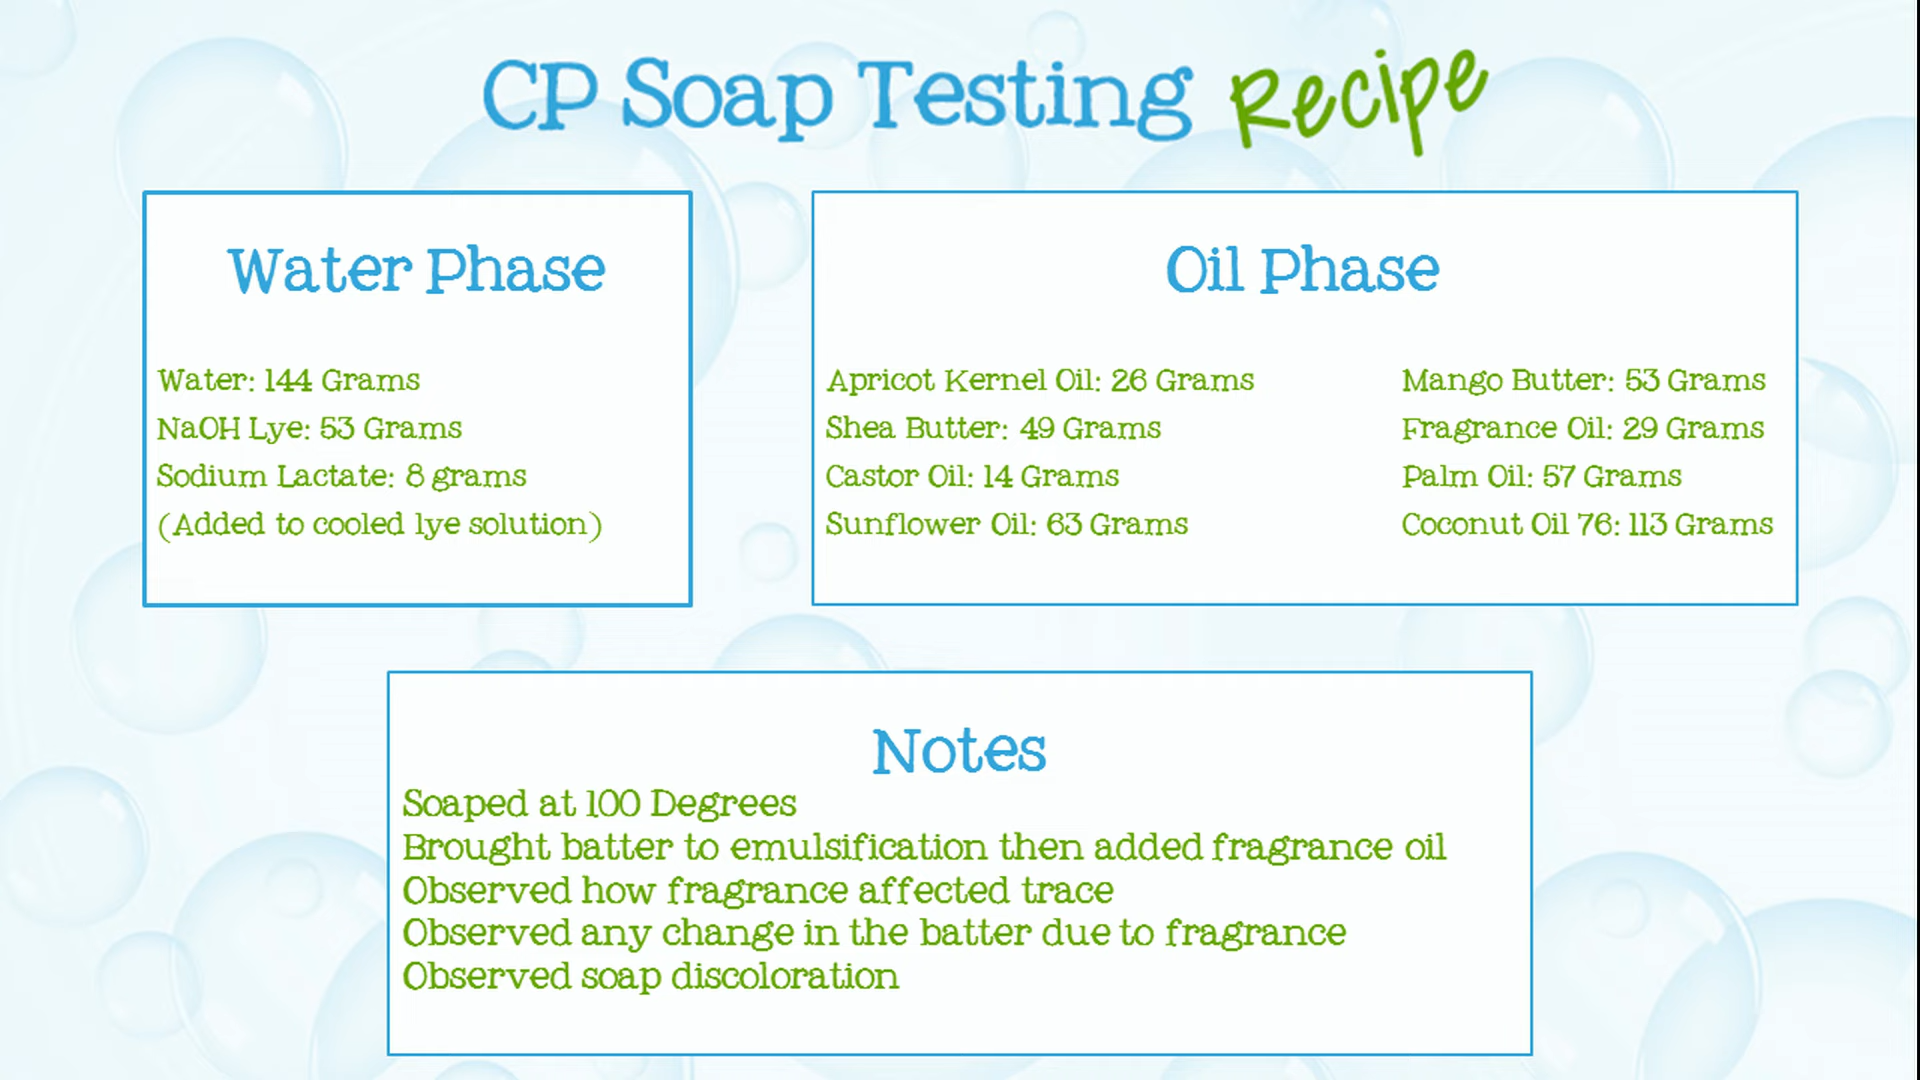 CP Soap Testing Recipe
Water Phase
Water: 144 Grams
NaOH Lye: 53 Grams
Sodium Lactate: 8 grams
(Added to cooled lye solution)
Oil Phase
Apricot Kernel Oil: 26 Grams
Shea Butter: 49 Grams
Castor Oil: 14 Grams
Sunflower Oil: 63 Grams
Mango Butter: 53 Grams
Fragrance Oil: 29 Grams
Palm Oil: 57 Grams
Coconut Oil 76: 113 Grams
Notes
Soaped at 100 Degrees
Brought batter to emulsification then added fragrance oil
Observed how fragrance affected trace
Observed any change in the batter due to fragrance
Observed soap discoloration